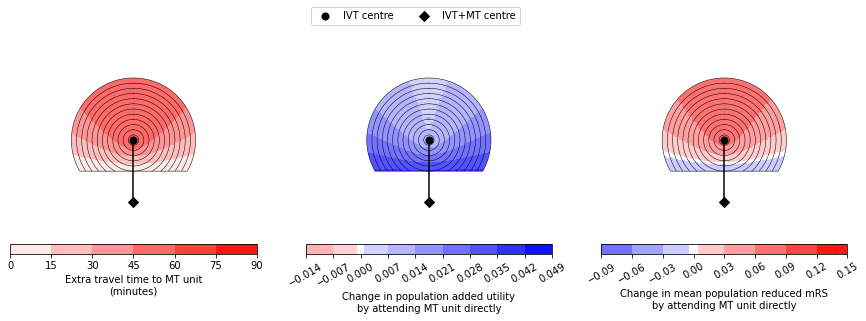 IVT centre IVT+MT centre
0 15 30 45 60 75 90
Extra travel time to MT unit
(minutes)
−0.014 −0.007 0.000 0.007 0.014 0.021 0.028 0.035 0.042 0.049
Change in population added utility
by attending MT unit directly
−0.09 −0.06 −0.03 0.00 0.03 0.06 0.09 0.12 0.15
Change in mean population reduced mRS
by attending MT unit directly